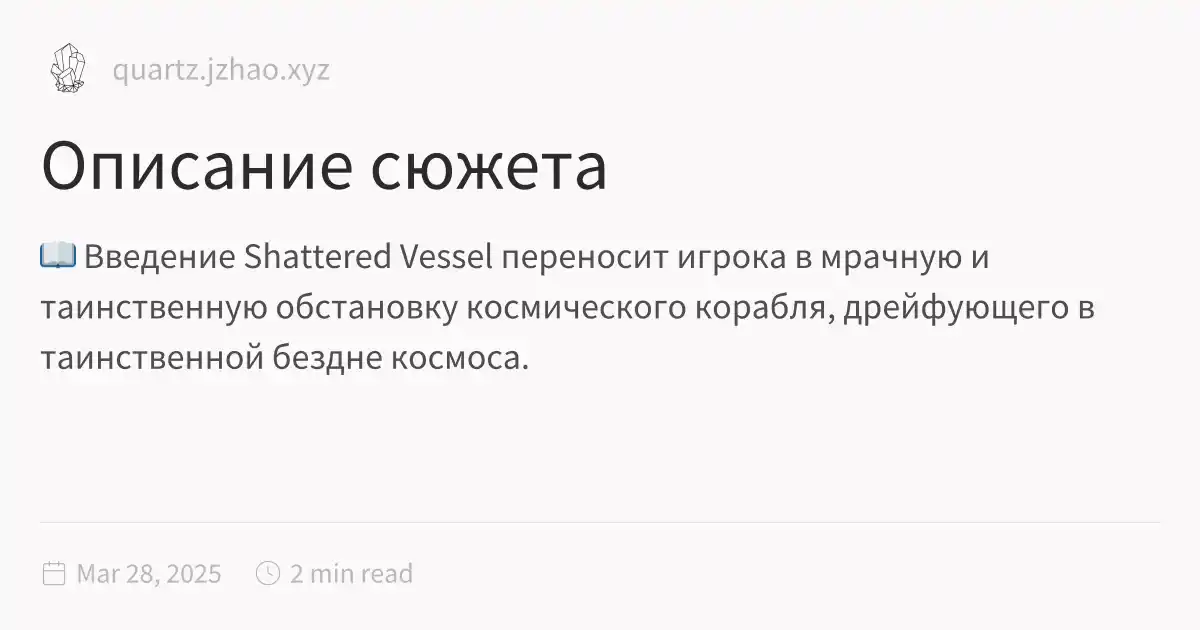 quartz.jzhao.xyz
Описание сюжета
📖 Введение Shattered Vessel переносит игрока в мрачную и
таинственную обстановку космического корабля, дрейфующего в
таинственной бездне космоса.
Mar 28, 2025 2 min read